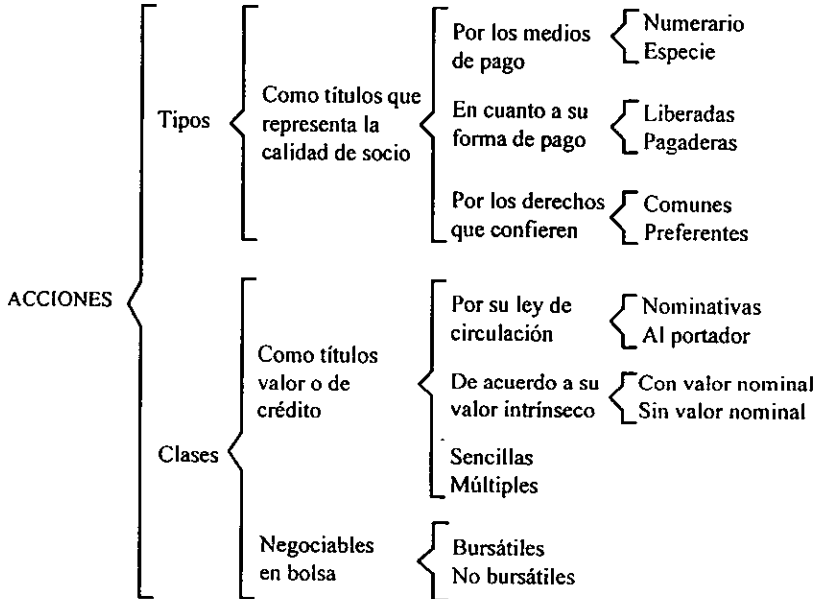 ACCIONES
Tipos
Como títulos que
representa la
calidad de socio
Por los medios
de pago
Numerario
Especie
En cuanto a su
forma de pago
Liberadas
Pagaderas
Por los derechos
que confieren
Comunes
Preferentes
Clases
Como títulos
valor o de
crédito
Por su ley de
circulación
Nominativas
Al portador
De acuerdo a su
valor intrínseco
Con valor nominal
Sin valor nominal
Sencillas
Múltiples
Negociables
en bolsa
Bursátiles
No bursátiles